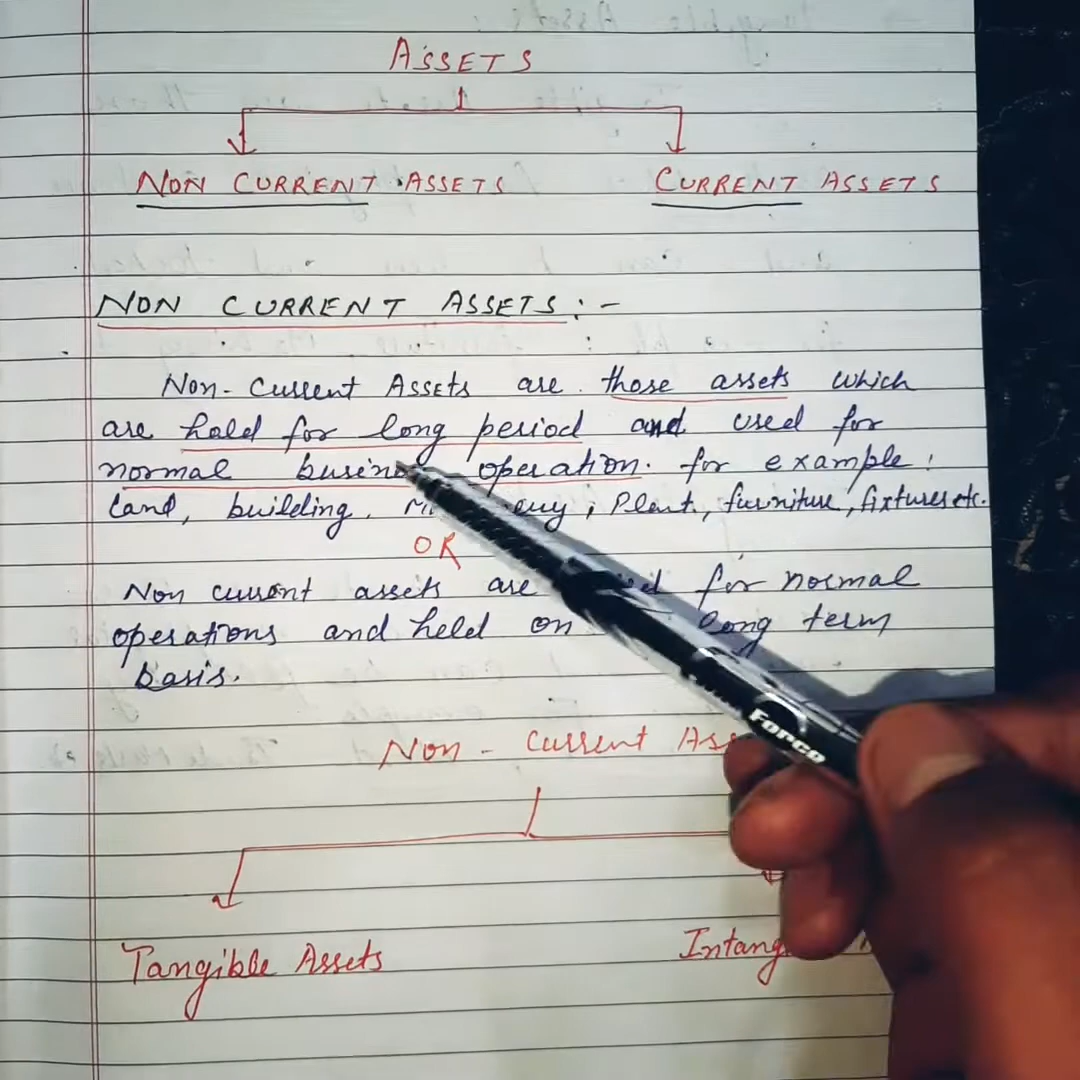 ASSETS
NON CURRENT ASSETS CURRENT ASSETS
NON CURRENT ASSETS : -
Non - Current Assets are those assets which
are hold for long period and used for
normal operation. for example :
Land, building, Plant, furniture, fixtures etc.
OR
Non current assets are for normal
operations and held on long term
basis.
Non - Current
Forco
Tangible Assets